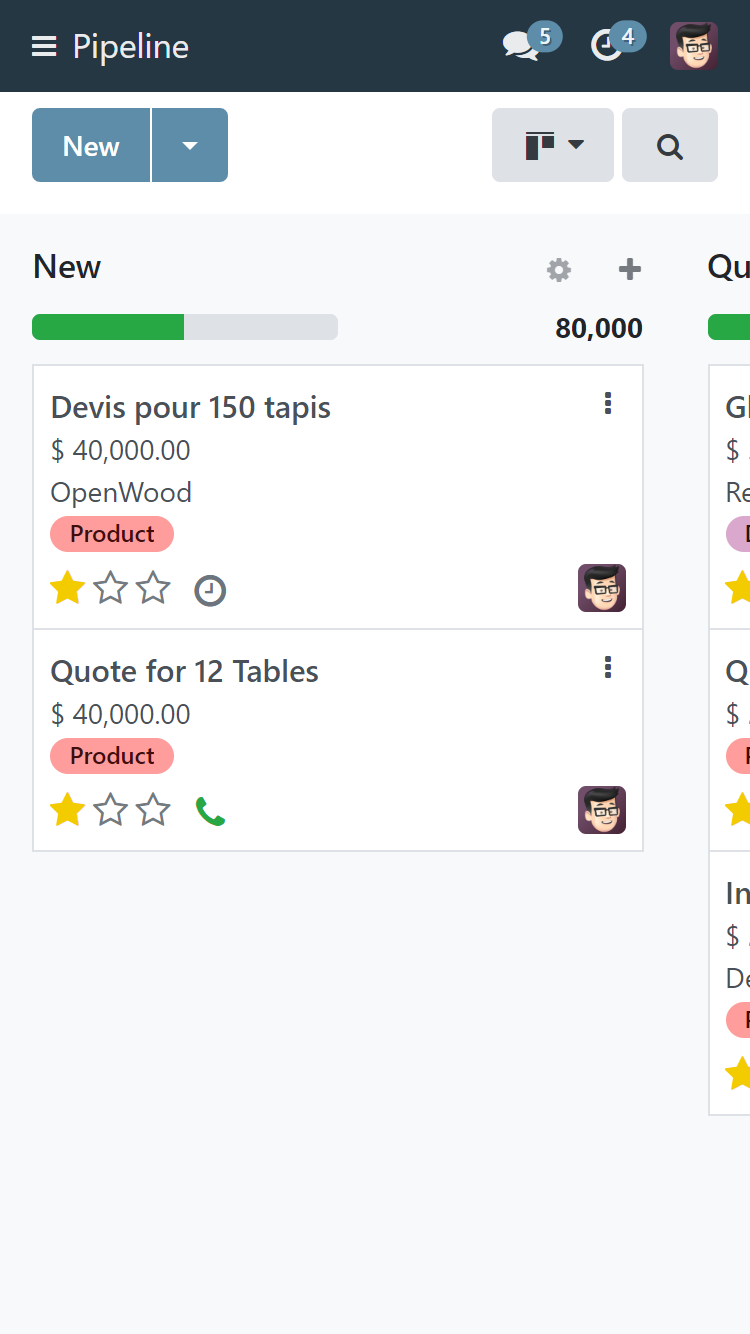 Pipeline
5
4
New
New
80,000
Devis pour 150 tapis
$ 40,000.00
OpenWood
Product
Quote for 12 Tables
$ 40,000.00
Product
Qu
$
Re
$
In
$
De